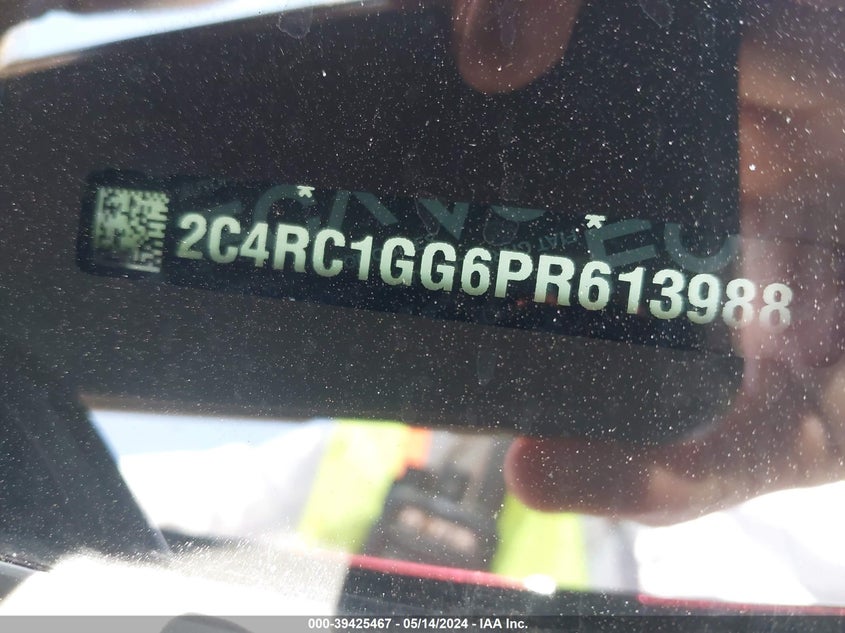 2C4RC1GG6PR613988
000-39425467 - 05/14/2024 - IAA Inc.